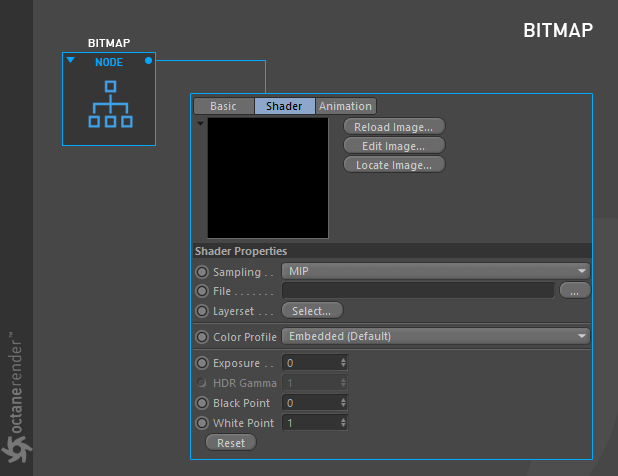 BITMAP
BITMAP
NODE
Basic Shader Animation
Reload Image...
Edit Image...
Locate Image...
Shader Properties
Sampling . . MIP
File . . . . . . . ...
Layerset . . . Select...
Color Profile Embedded (Default)
Exposure . . 0
HDR Gamma 1
Black Point 0
White Point 1
Reset
octanerender™